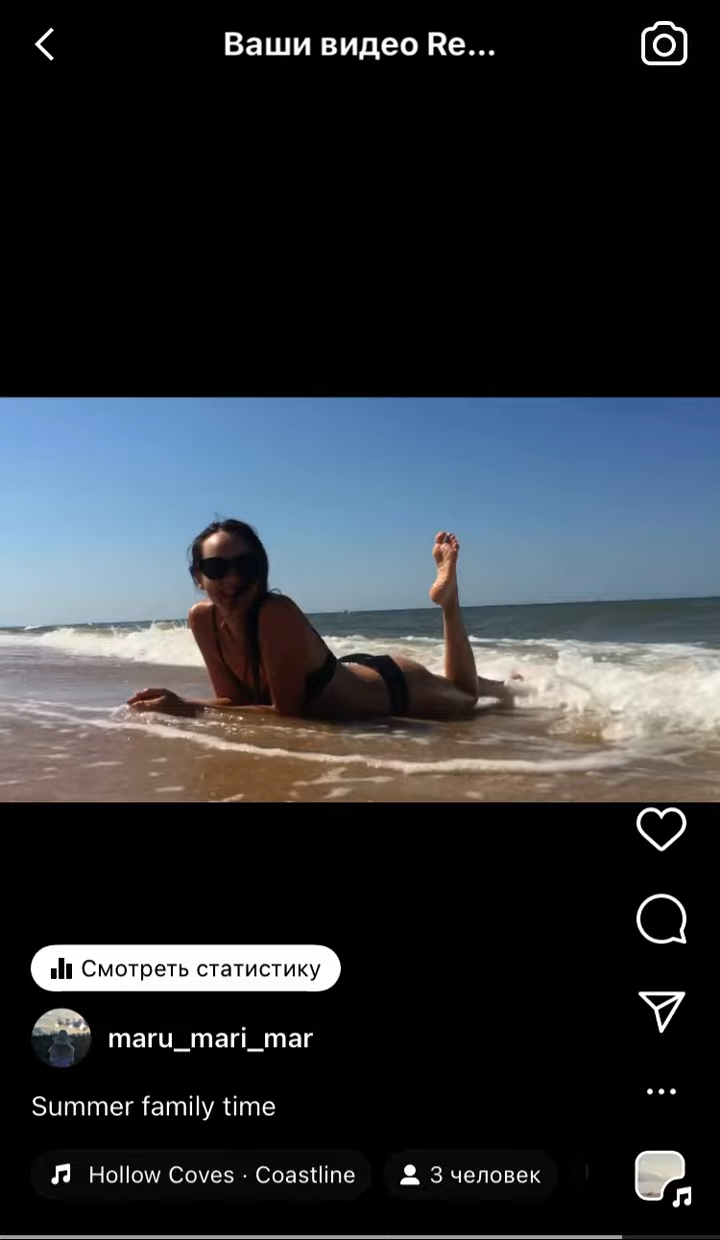 Ваши видео Re...
Смотреть статистику
maru_mari_mar
Summer family time
Hollow Coves · Coastline
3 человек